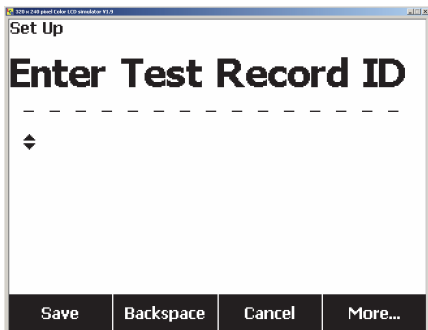 320 x 240 pixel Color LCD simulator V1.9
Set Up
Enter Test Record ID
_ _ _ _ _ _ _ _ _ _ _ _ _ _ _
Save Backspace Cancel More...